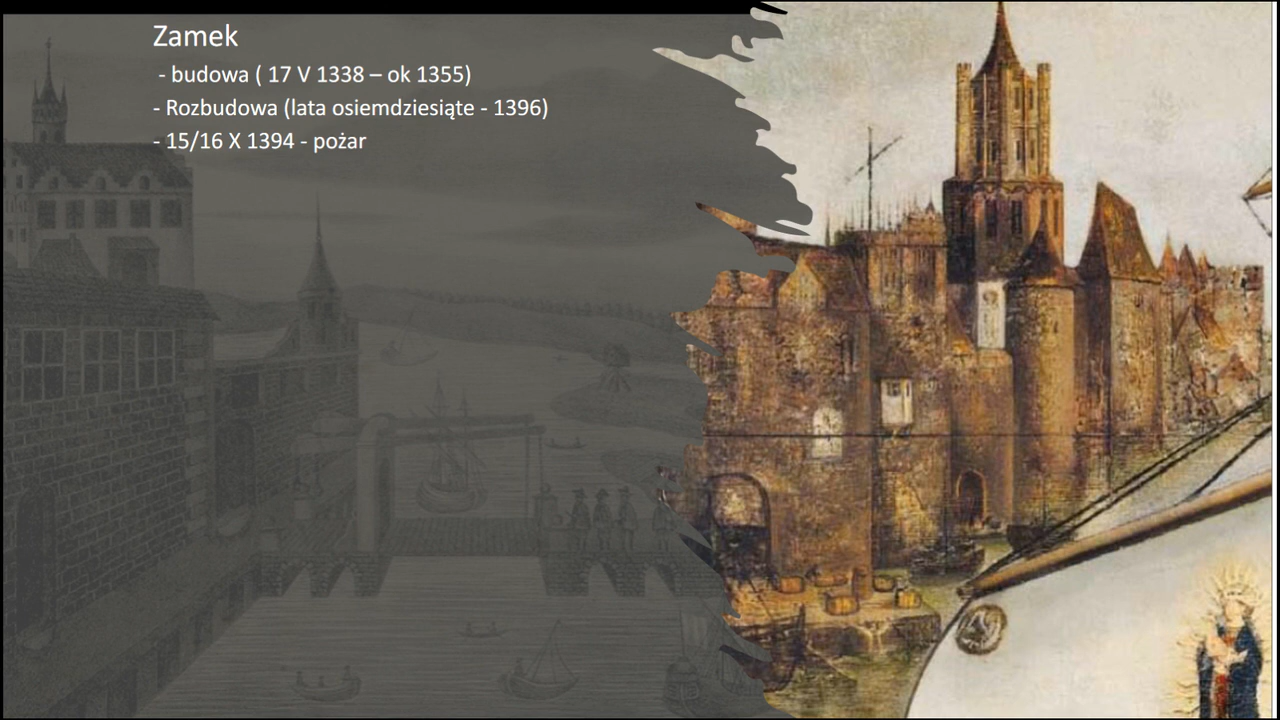 Zamek
- budowa ( 17 V 1338 – ok 1355)
- Rozbudowa (lata osiemdziesiąte - 1396)
- 15/16 X 1394 - pożar